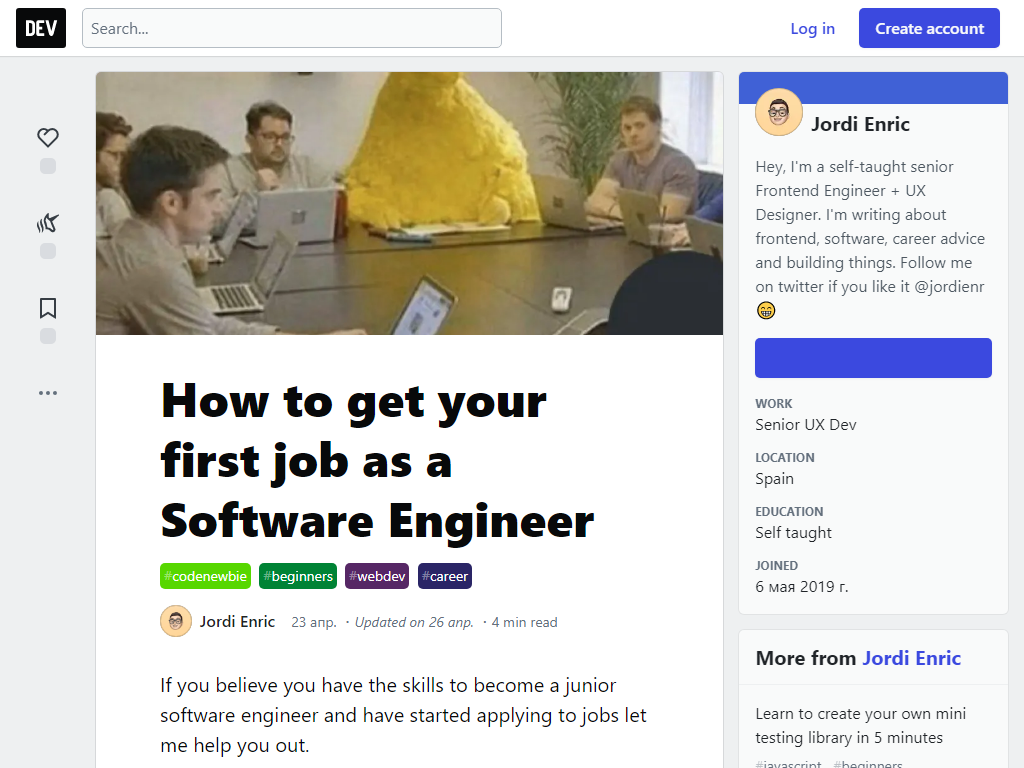 DEV
Search...
Log in
Create account
How to get your
first job as a
Software Engineer
#codenewbie #beginners #webdev #career
Jordi Enric 23 апр. · Updated on 26 апр. · 4 min read
If you believe you have the skills to become a junior
software engineer and have started applying to jobs let
me help you out.
Jordi Enric
Hey, I'm a self-taught senior
Frontend Engineer + UX
Designer. I'm writing about
frontend, software, career advice
and building things. Follow me
on twitter if you like it @jordienr
😁
WORK
Senior UX Dev
LOCATION
Spain
EDUCATION
Self taught
JOINED
6 мая 2019 г.
More from Jordi Enric
Learn to create your own mini
testing library in 5 minutes
#javascript #beginners